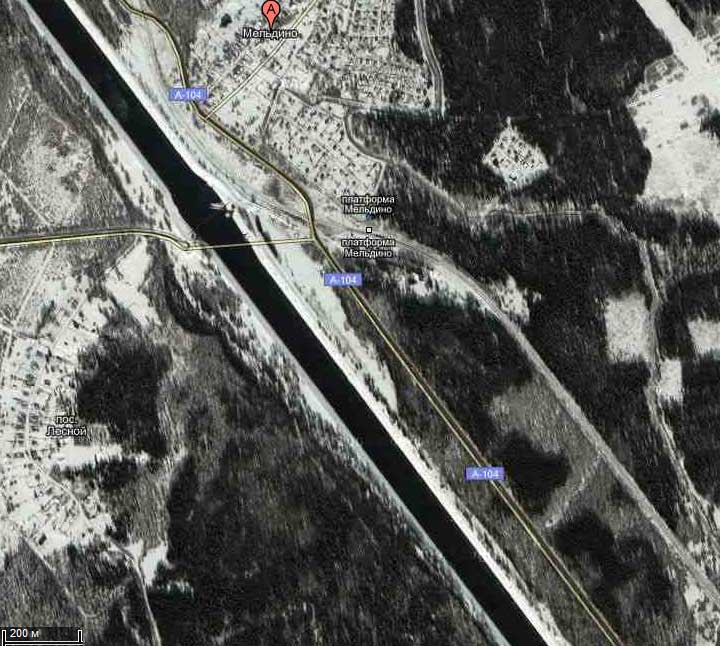 А
Мельдино
А-104
платформа
Мельдино
платформа
Мельдино
А-104
пос.
Лесной
А-104
200 м